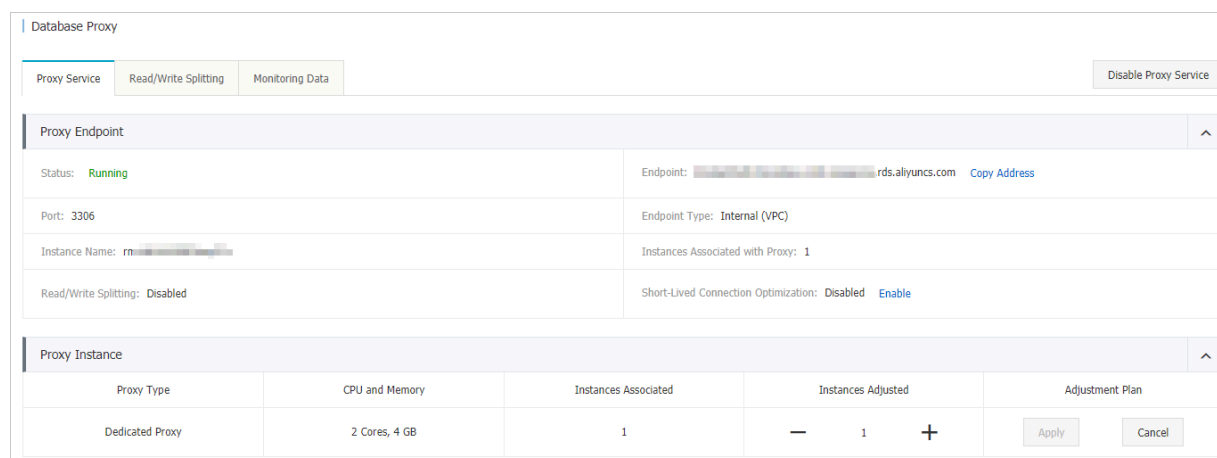 Database Proxy
Proxy Service Read/Write Splitting Monitoring Data Disable Proxy Service
Proxy Endpoint
Status: Running Endpoint: .rds.aliyuncs.com Copy Address
Port: 3306 Endpoint Type: Internal (VPC)
Instance Name: rm Instances Associated with Proxy: 1
Read/Write Splitting: Disabled Short-Lived Connection Optimization: Disabled Enable
Proxy Instance
Proxy Type CPU and Memory Instances Associated Instances Adjusted Adjustment Plan
Dedicated Proxy 2 Cores, 4 GB 1 — 1 + Apply Cancel